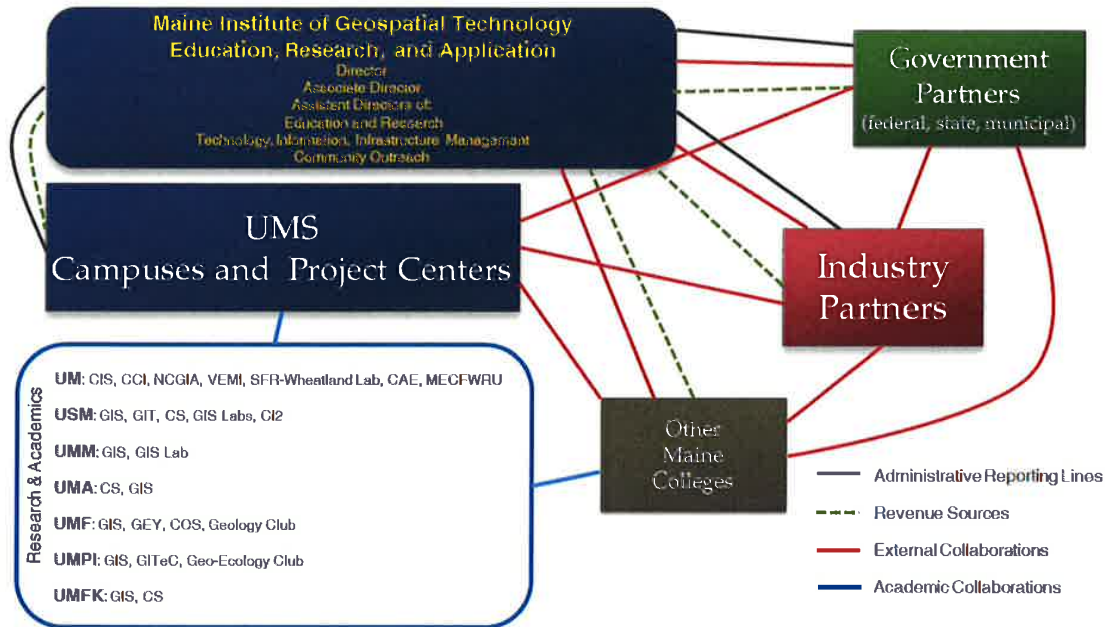 Maine Institute of Geospatial Technology
Education, Research, and Application
Director
Associate Director
Assistent Directors of:
Education and Research
Technology, Information, Infrastructure Management
Community Outreach
Government
Partners
(federal, state, municipal)
UMS
Campuses and Project Centers
Industry
Partners
Other
Maine
Colleges
Research & Academics
UM: CIS, CCI, NCGIA, VEMI, SFR-Wheatland Lab, CAE, MECFWRU
USM: GIS, GIT, CS, GIS Labs, CI2
UMM: GIS, GIS Lab
UMA: CS, GIS
UMF: GIS, GEY, COS, Geology Club
UMPI: GIS, GITeC, Geo-Ecology Club
UMFK: GIS, CS
Administrative Reporting Lines
Revenue Sources
External Collaborations
Academic Collaborations